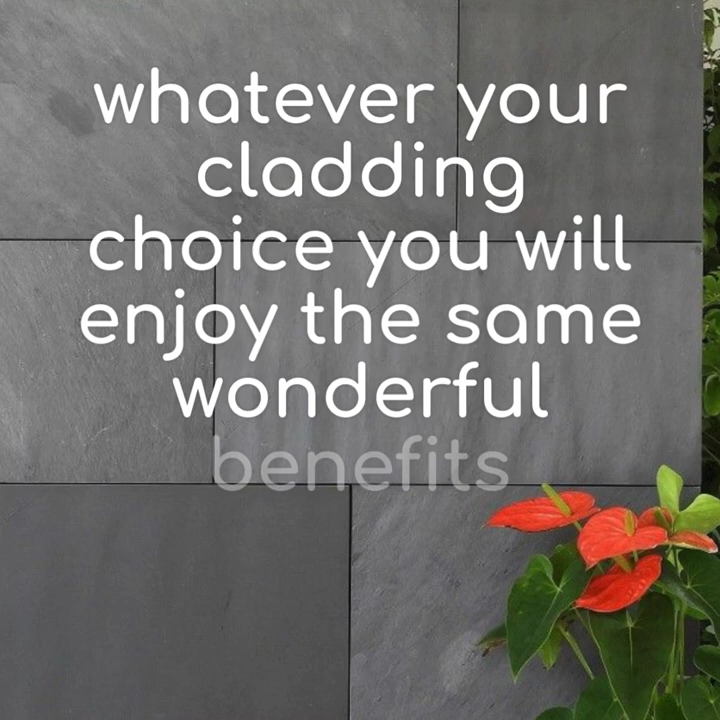 whatever your
cladding
choice you will
enjoy the same
wonderful
benefits